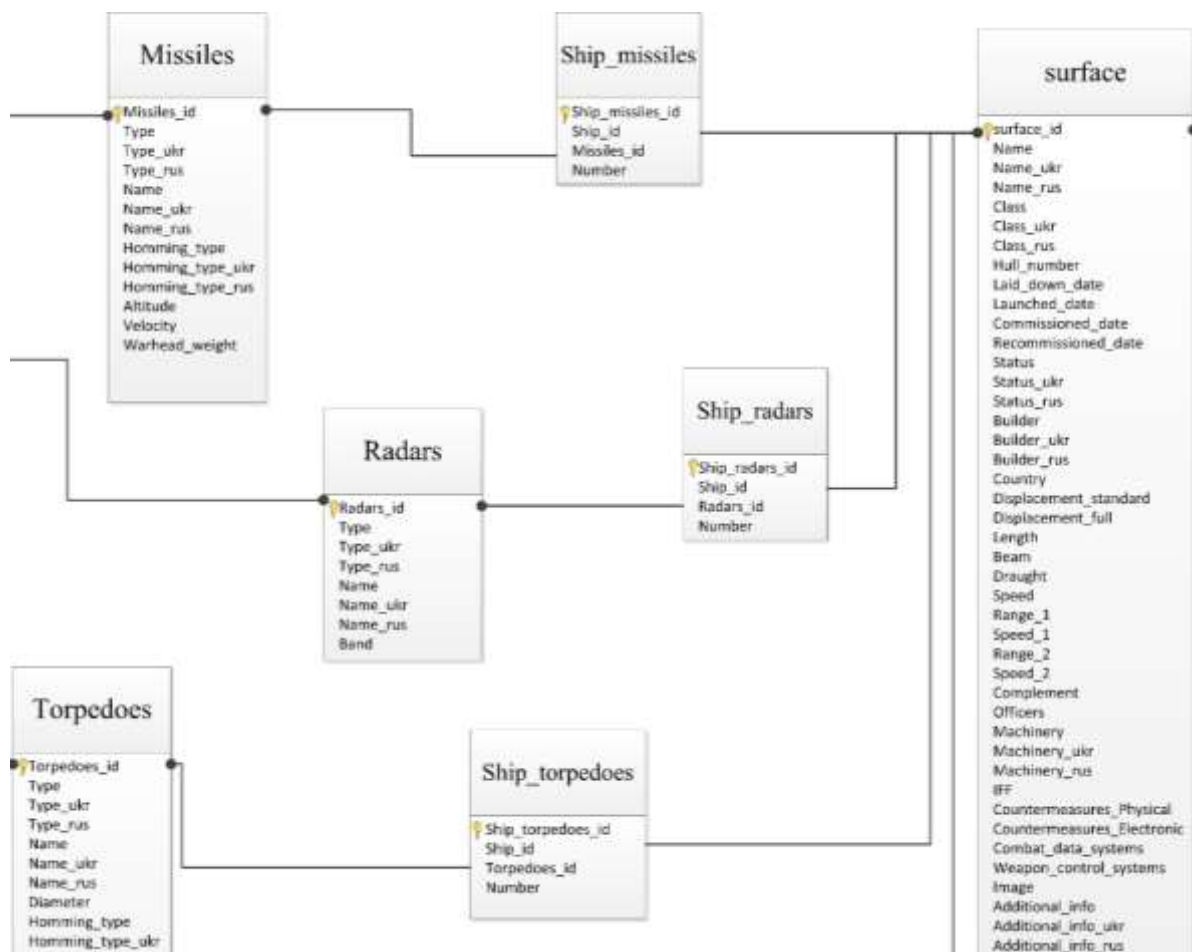 Missiles
Missiles_id
Type
Type_ukr
Type_rus
Name
Name_ukr
Name_rus
Homming_type
Homming_type_ukr
Homming_type_rus
Altitude
Velocity
Warhead_weight
Ship_missiles
Ship_missiles_id
Ship_id
Missiles_id
Number
surface
surface_id
Name
Name_ukr
Name_rus
Class
Class_ukr
Class_rus
Hull_number
Laid_down_date
Launched_date
Commissioned_date
Recommissioned_date
Status
Status_ukr
Status_rus
Builder
Builder_ukr
Builder_rus
Country
Displacement_standard
Displacement_full
Length
Beam
Draught
Speed
Range_1
Speed_1
Range_2
Speed_2
Complement
Officers
Machinery
Machinery_ukr
Machinery_rus
IFF
Countermeasures_Physical
Countermeasures_Electronic
Combat_data_systems
Weapon_control_systems
Image
Additional_info
Additional_info_ukr
Additional_info_rus
Radars
Radars_id
Type
Type_ukr
Type_rus
Name
Name_ukr
Name_rus
Band
Ship_radars
Ship_radars_id
Ship_id
Radars_id
Number
Torpedoes
Torpedoes_id
Type
Type_ukr
Type_rus
Name
Name_ukr
Name_rus
Diameter
Homming_type
Homming_type_ukr
Ship_torpedoes
Ship_torpedoes_id
Ship_id
Torpedoes_id
Number